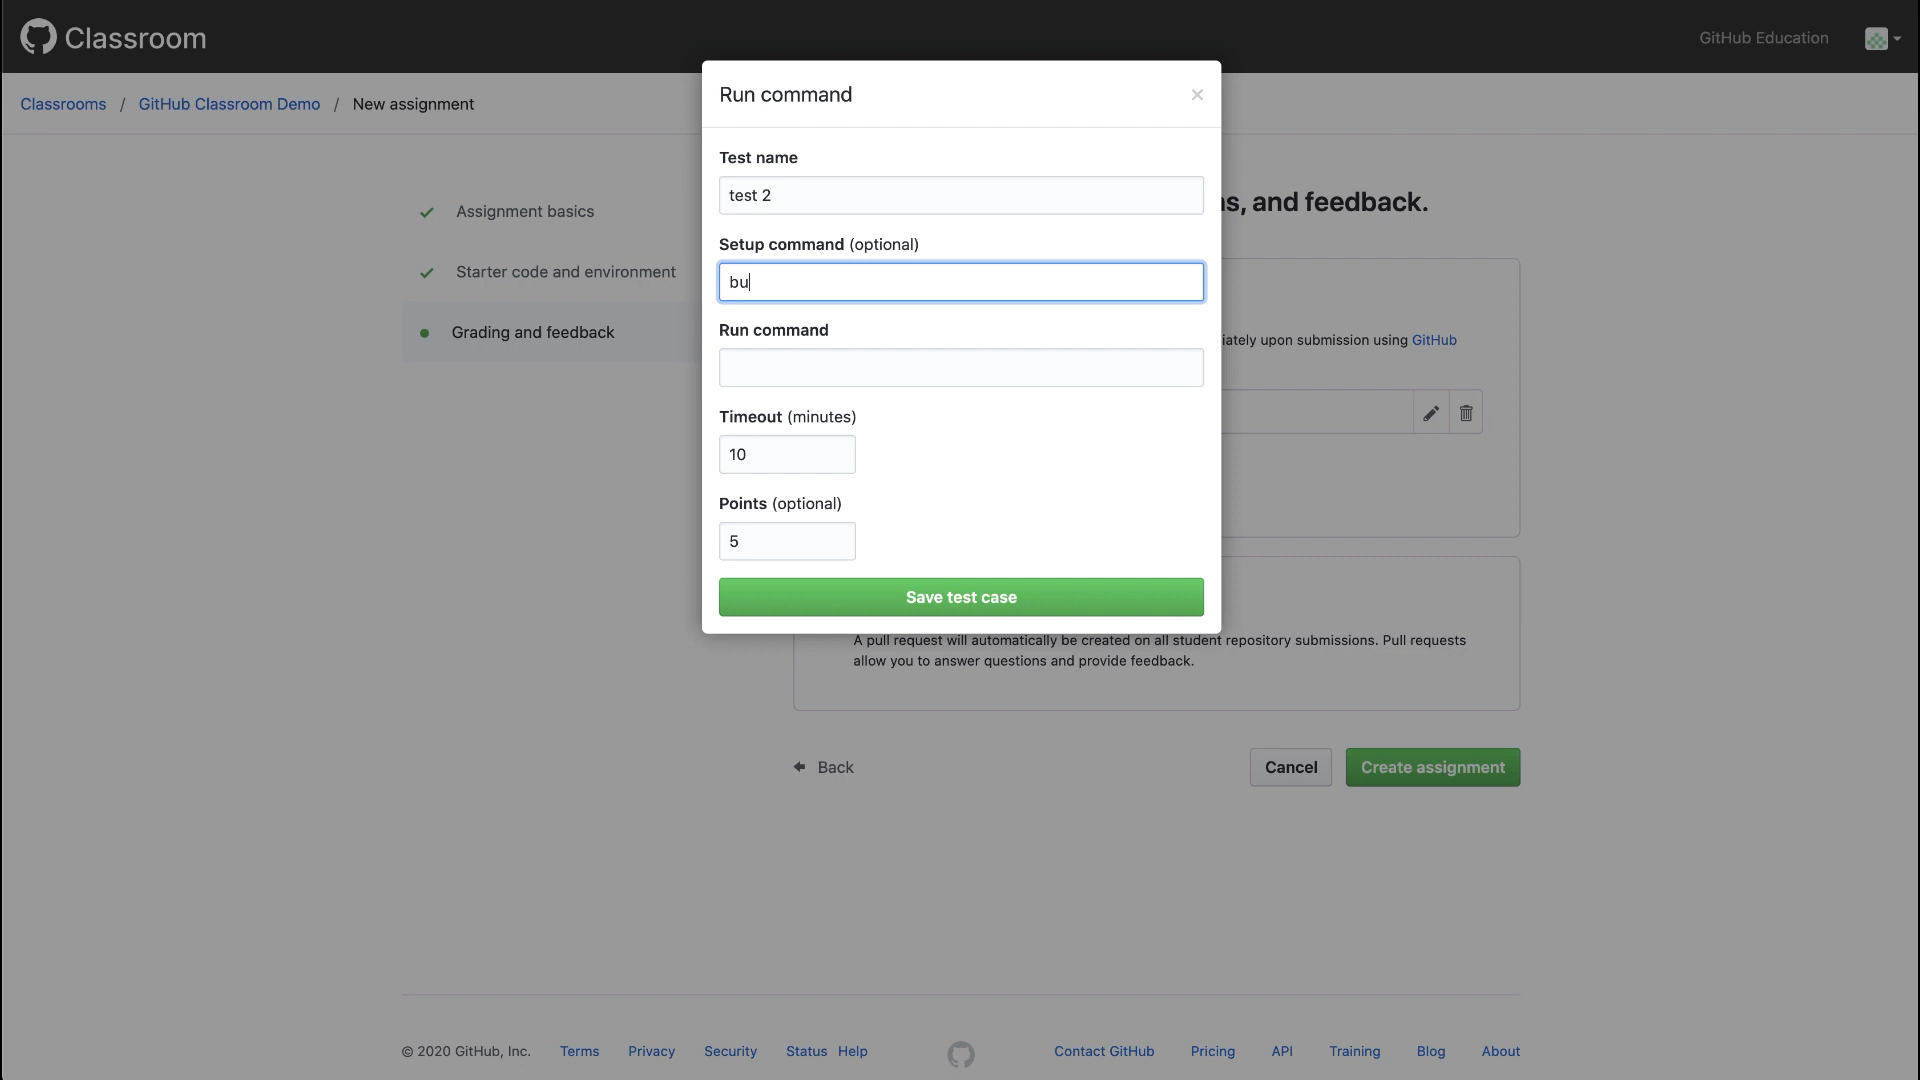 Classroom
GitHub Education
Classrooms / GitHub Classroom Demo / New assignment
Assignment basics
Starter code and environment
Grading and feedback
Run command
×
Test name
test 2
Setup command (optional)
bu
Run command
Timeout (minutes)
10
Points (optional)
5
Save test case
, and feedback.
upon submission using GitHub
A pull request will automatically be created on all student repository submissions. Pull requests
allow you to answer questions and provide feedback.
Back
Cancel
Create assignment
© 2020 GitHub, Inc. Terms Privacy Security Status Help Contact GitHub Pricing API Training Blog About